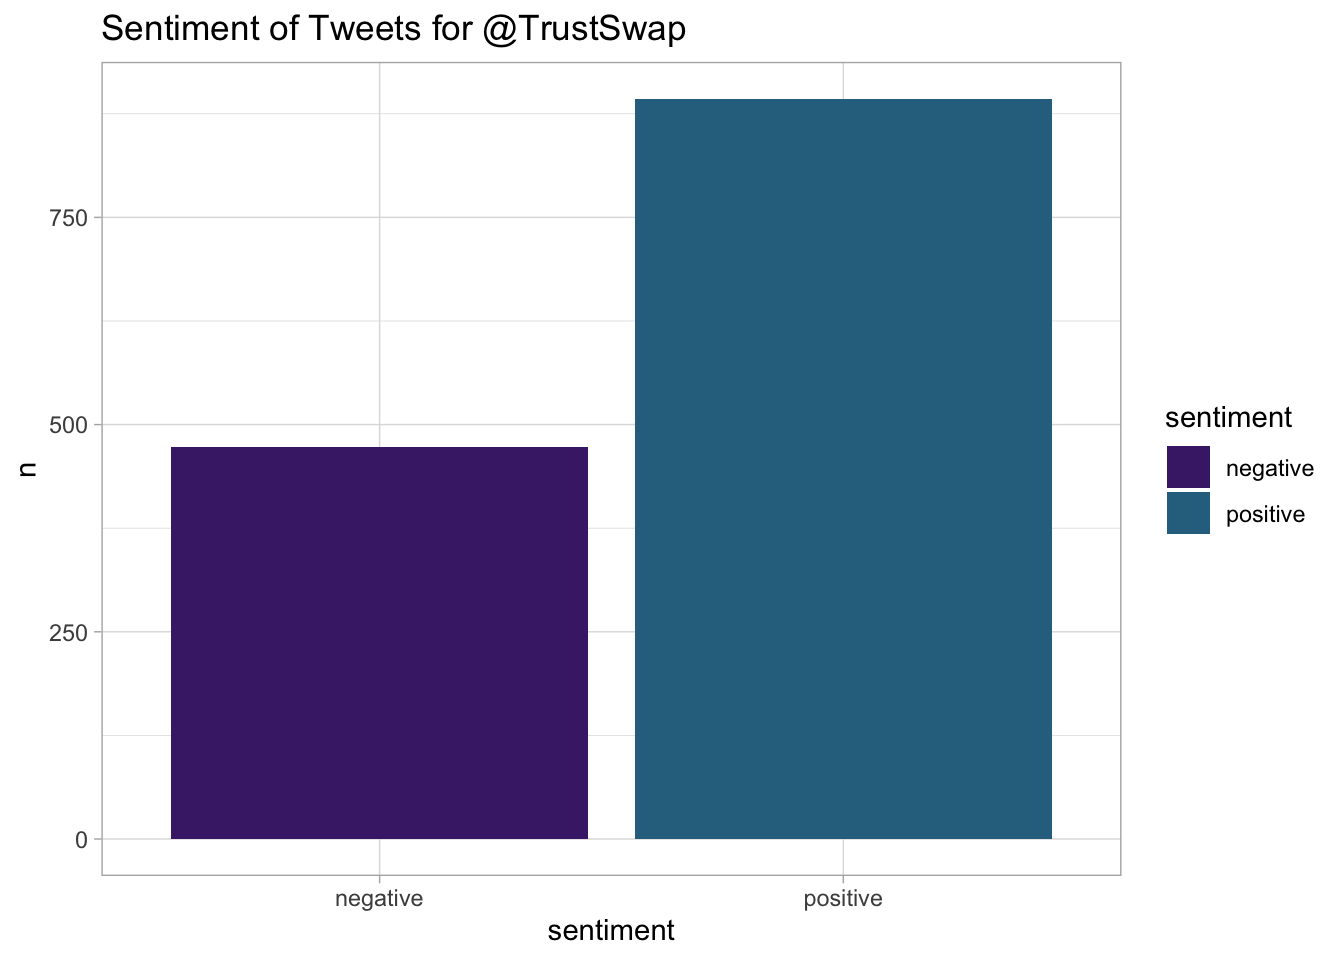 Sentiment of Tweets for @TrustSwap
750
500
250
0
n
negative
positive
sentiment
sentiment
negative
positive